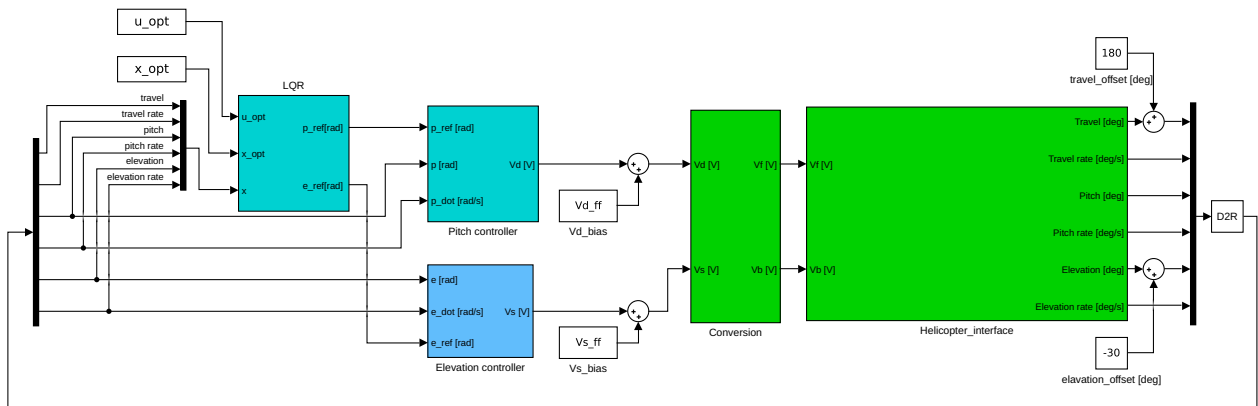 u_opt
x_opt
travel
travel rate
pitch
pitch rate
elevation
elevation rate
LQR
u_opt
x_opt
x
p_ref[rad]
e_ref[rad]
p_ref [rad]
p [rad]
p_dot [rad/s]
Vd [V]
Pitch controller
e [rad]
e_dot [rad/s]
e_ref [rad]
Vs [V]
Elevation controller
+
+
Vd_ff
Vd_bias
+
+
Vs_ff
Vs_bias
Vd [V]
Vs [V]
Vf [V]
Vb [V]
Conversion
Vf [V]
Vb [V]
Travel [deg]
Travel rate [deg/s]
Pitch [deg]
Pitch rate [deg/s]
Elevation [deg]
Elevation rate [deg/s]
Helicopter_interface
180
travel_offset [deg]
+
+
+
+
-30
elavation_offset [deg]
D2R